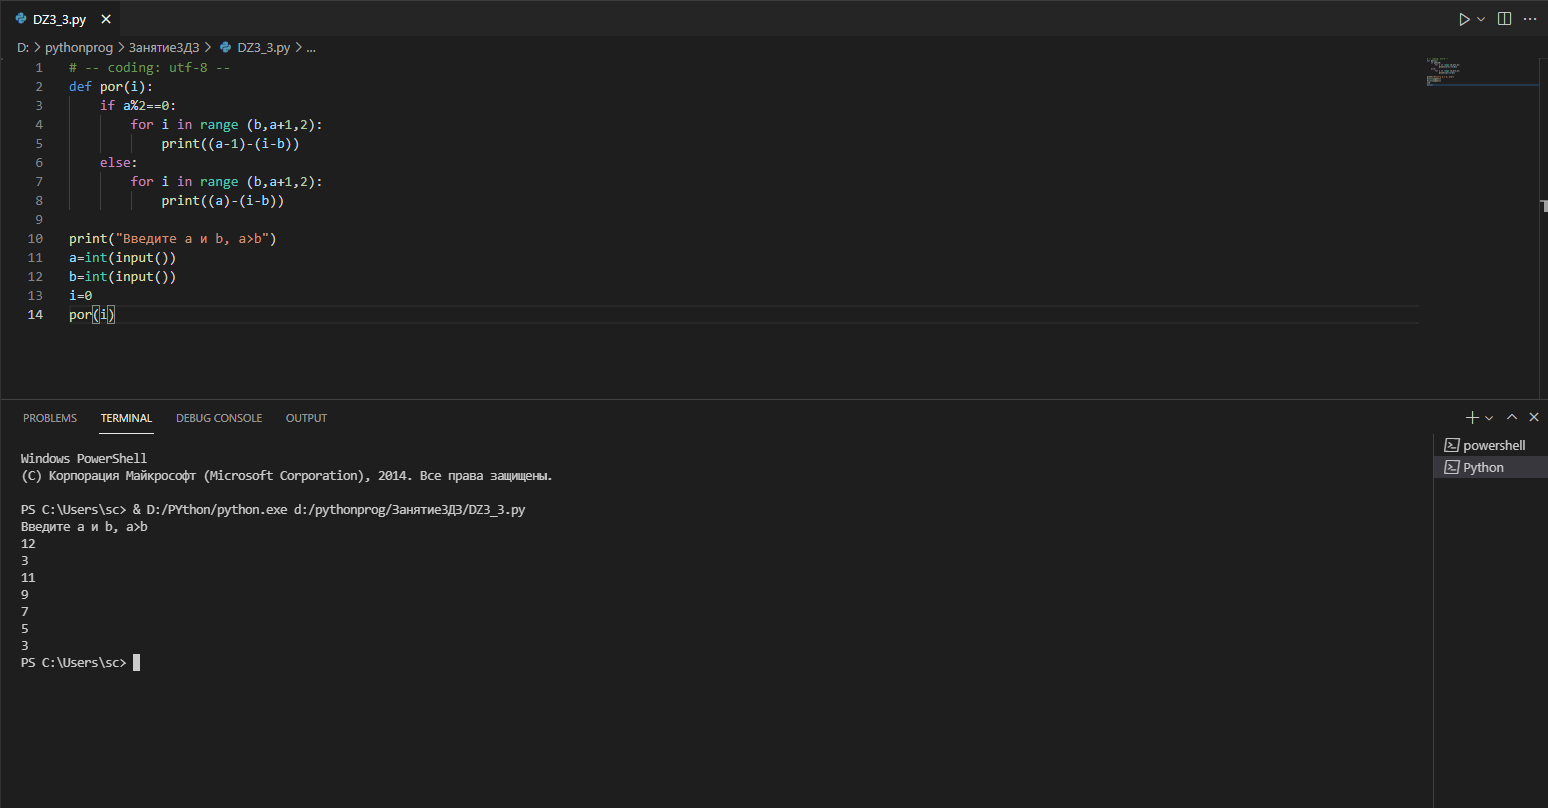 DZ3_3.py
D: > pythonprog > Занятие3ДЗ > DZ3_3.py > ...
1 # -- coding: utf-8 --
2 def por(i):
3     if a%2==0:
4         for i in range (b,a+1,2):
5             print((a-1)-(i-b))
6     else:
7         for i in range (b,a+1,2):
8             print((a)-(i-b))
9
10 print("Введите a и b, a>b")
11 a=int(input())
12 b=int(input())
13 i=0
14 por(i)
PROBLEMS TERMINAL DEBUG CONSOLE OUTPUT
Windows PowerShell
(C) Корпорация Майкрософт (Microsoft Corporation), 2014. Все права защищены.
PS C:\Users\sc> & D:/PYthon/python.exe d:/pythonprog/Занятие3ДЗ/DZ3_3.py
Введите a и b, a>b
12
3
11
9
7
5
3
PS C:\Users\sc>
powershell
Python